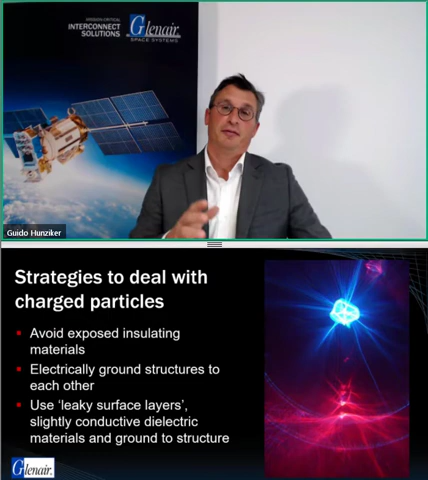 MISSION-CRITICAL
INTERCONNECT
SOLUTIONS
Glenair.
SPACE SYSTEMS
Guido Hunziker
Strategies to deal with
charged particles
Avoid exposed insulating
materials
Electrically ground structures to
each other
Use ‘leaky surface layers’,
slightly conductive dielectric
materials and ground to structure
Glenair.